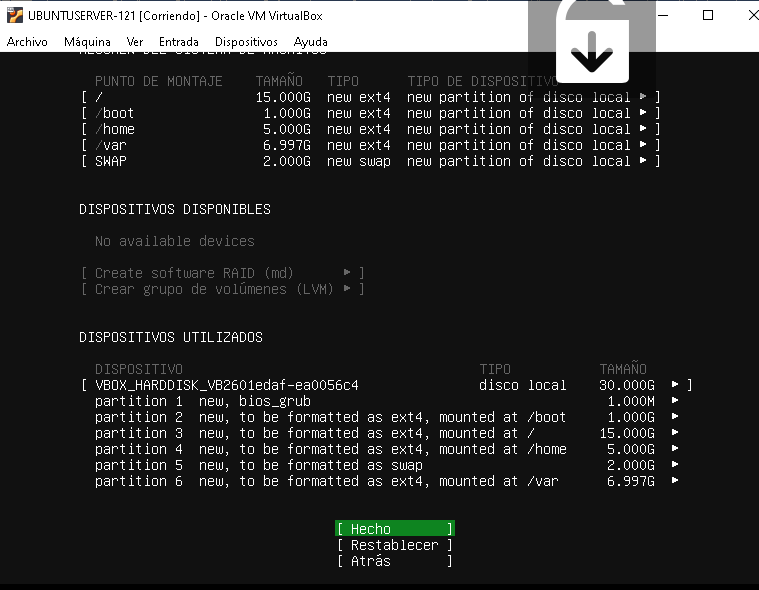 UBUNTUSERVER-121 [Corriendo] - Oracle VM VirtualBox
Archivo Máquina Ver Entrada Dispositivos Ayuda
PUNTO DE MONTAJE TAMAÑO TIPO TIPO DE DISPOSITIVO
[ / 15.000G new ext4 new partition of disco local ▸ ]
[ /boot 1.000G new ext4 new partition of disco local ▸ ]
[ /home 5.000G new ext4 new partition of disco local ▸ ]
[ /var 6.997G new ext4 new partition of disco local ▸ ]
[ SWAP 2.000G new swap new partition of disco local ▸ ]
DISPOSITIVOS DISPONIBLES
No available devices
[ Create software RAID (md) ▸ ]
[ Crear grupo de volúmenes (LVM) ▸ ]
DISPOSITIVOS UTILIZADOS
DISPOSITIVO TIPO TAMAÑO
[ VBOX_HARDDISK_VB2601edaf-ea0056c4 disco local 30.000G ▸ ]
partition 1 new, bios_grub 1.000M ▸
partition 2 new, to be formatted as ext4, mounted at /boot 1.000G ▸
partition 3 new, to be formatted as ext4, mounted at / 15.000G ▸
partition 4 new, to be formatted as ext4, mounted at /home 5.000G ▸
partition 5 new, to be formatted as swap 2.000G ▸
partition 6 new, to be formatted as ext4, mounted at /var 6.997G ▸
[ Hecho ]
[ Restablecer ]
[ Atrás ]